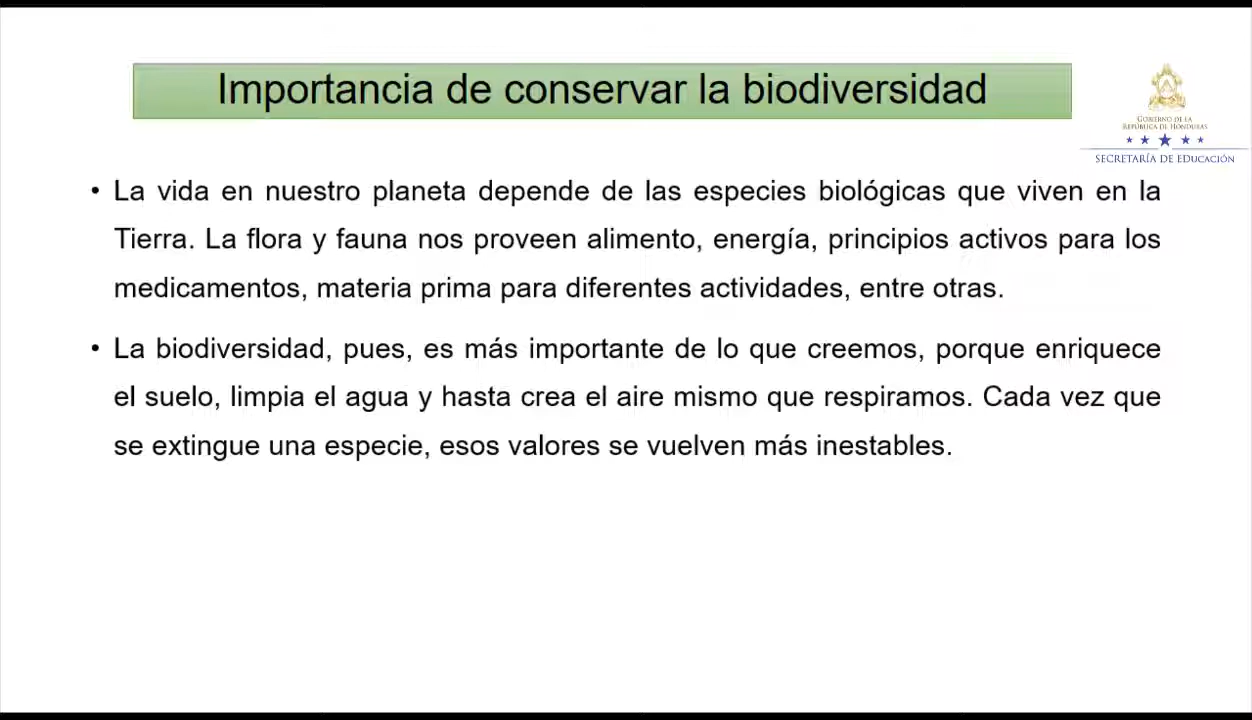 Importancia de conservar la biodiversidad
GOBIERNO DE LA
REPÚBLICA DE HONDURAS
SECRETARÍA DE EDUCACIÓN
• La vida en nuestro planeta depende de las especies biológicas que viven en la
Tierra. La flora y fauna nos proveen alimento, energía, principios activos para los
medicamentos, materia prima para diferentes actividades, entre otras.
• La biodiversidad, pues, es más importante de lo que creemos, porque enriquece
el suelo, limpia el agua y hasta crea el aire mismo que respiramos. Cada vez que
se extingue una especie, esos valores se vuelven más inestables.